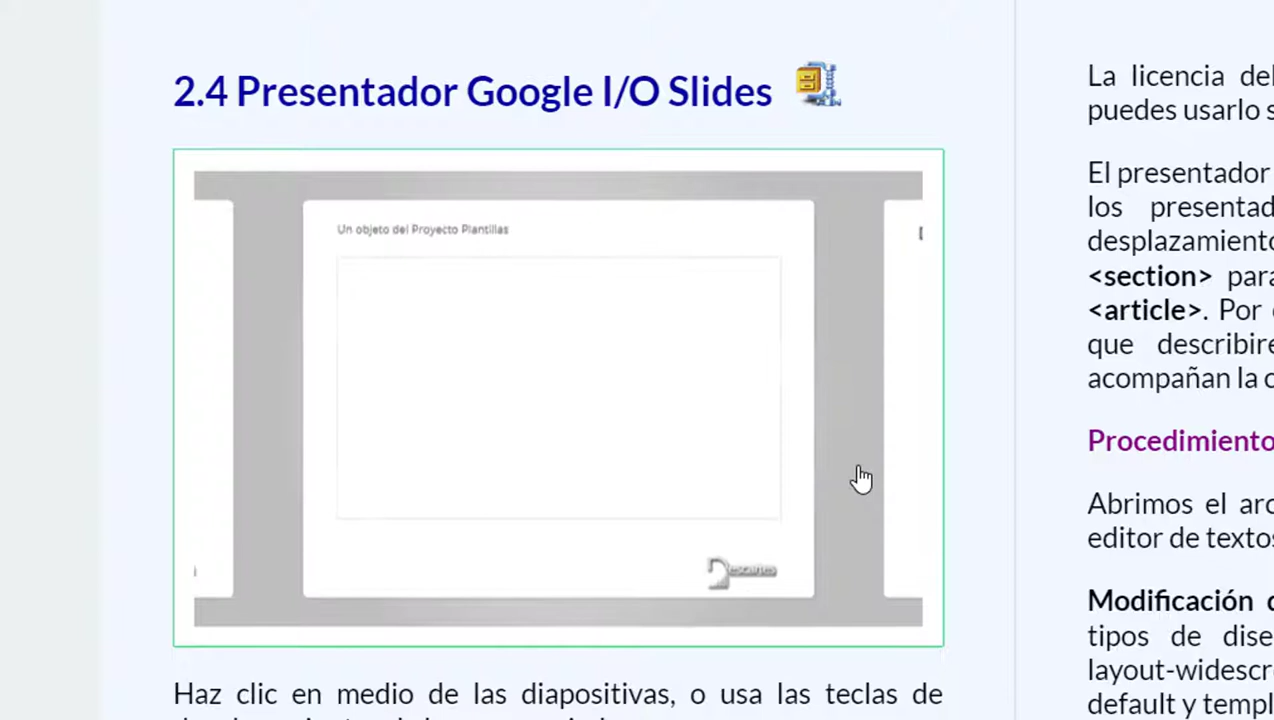 2.4 Presentador Google I/O Slides
Un objeto del Proyecto Plantillas
Descartes
Haz clic en medio de las diapositivas, o usa las teclas de
La licencia del
puedes usarlo s
El presentador
los presentad
desplazamiento
<section> para
<article>. Por
que describire
acompañan la c
Procedimiento
Abrimos el arc
editor de textos
Modificación d
tipos de dise
layout-widescr
default y templ